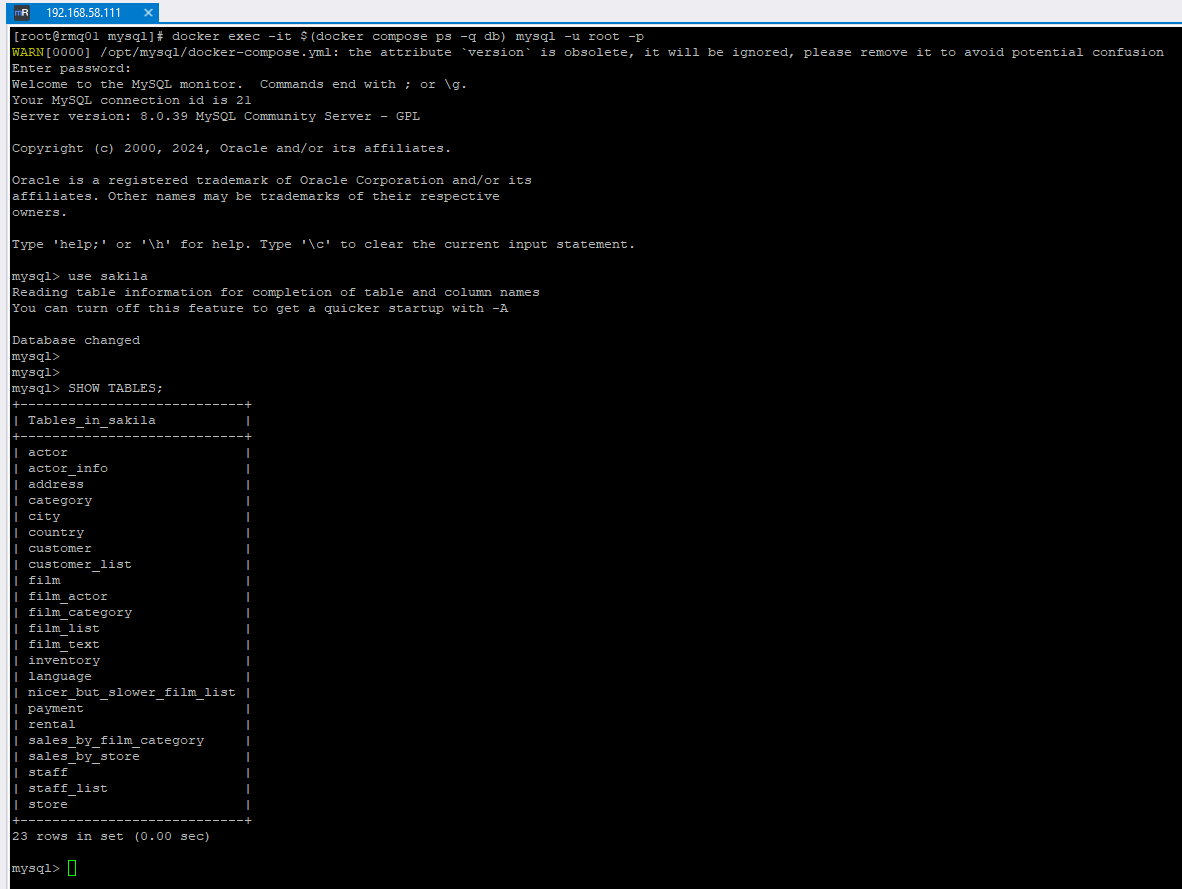 mR 192.168.58.111 ×
[root@rmq01 mysql]# docker exec -it $(docker compose ps -q db) mysql -u root -p
WARN[0000] /opt/mysql/docker-compose.yml: the attribute `version` is obsolete, it will be ignored, please remove it to avoid potential confusion
Enter password:
Welcome to the MySQL monitor.  Commands end with ; or \g.
Your MySQL connection id is 21
Server version: 8.0.39 MySQL Community Server - GPL
Copyright (c) 2000, 2024, Oracle and/or its affiliates.
Oracle is a registered trademark of Oracle Corporation and/or its
affiliates. Other names may be trademarks of their respective
owners.
Type 'help;' or '\h' for help. Type '\c' to clear the current input statement.
mysql> use sakila
Reading table information for completion of table and column names
You can turn off this feature to get a quicker startup with -A
Database changed
mysql>
mysql>
mysql> SHOW TABLES;
+----------------------------+
| Tables_in_sakila           |
+----------------------------+
| actor                      |
| actor_info                 |
| address                    |
| category                   |
| city                       |
| country                    |
| customer                   |
| customer_list              |
| film                       |
| film_actor                 |
| film_category              |
| film_list                  |
| film_text                  |
| inventory                  |
| language                   |
| nicer_but_slower_film_list |
| payment                    |
| rental                     |
| sales_by_film_category     |
| sales_by_store             |
| staff                      |
| staff_list                 |
| store                      |
+----------------------------+
23 rows in set (0.00 sec)
mysql>